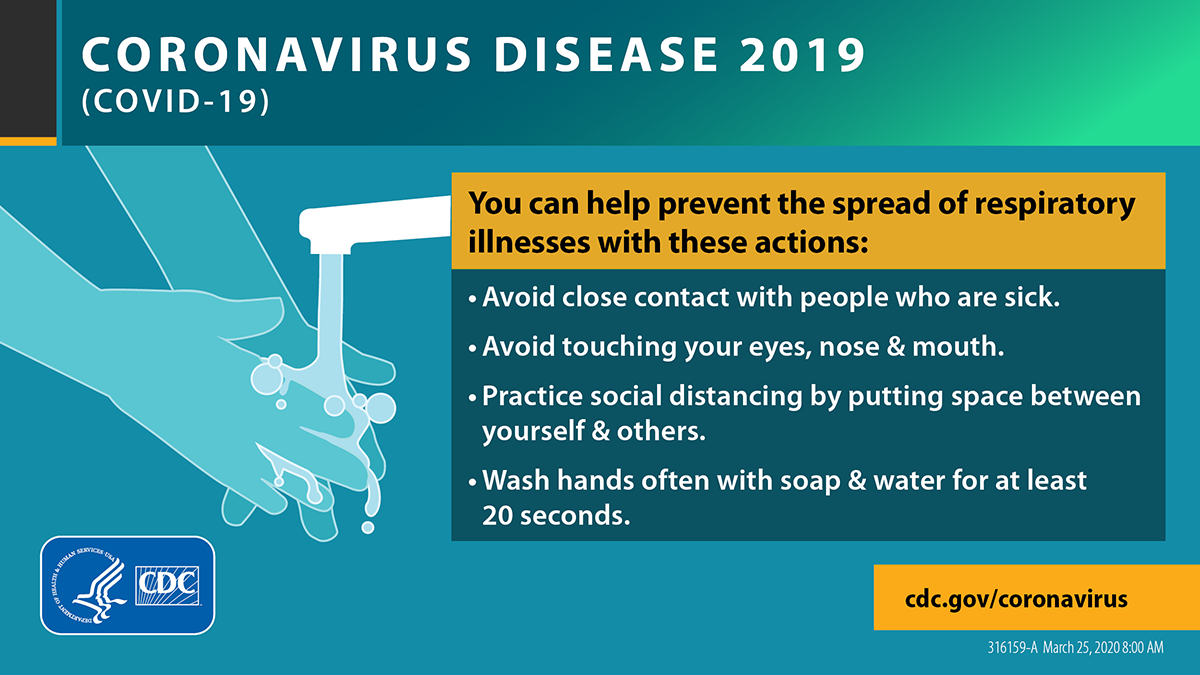 CORONAVIRUS DISEASE 2019
(COVID-19)
You can help prevent the spread of respiratory
illnesses with these actions:
• Avoid close contact with people who are sick.
• Avoid touching your eyes, nose & mouth.
• Practice social distancing by putting space between
yourself & others.
• Wash hands often with soap & water for at least
20 seconds.
DEPARTMENT OF HEALTH & HUMAN SERVICES·USA
CDC
cdc.gov/coronavirus
316159-A March 25, 2020 8:00 AM